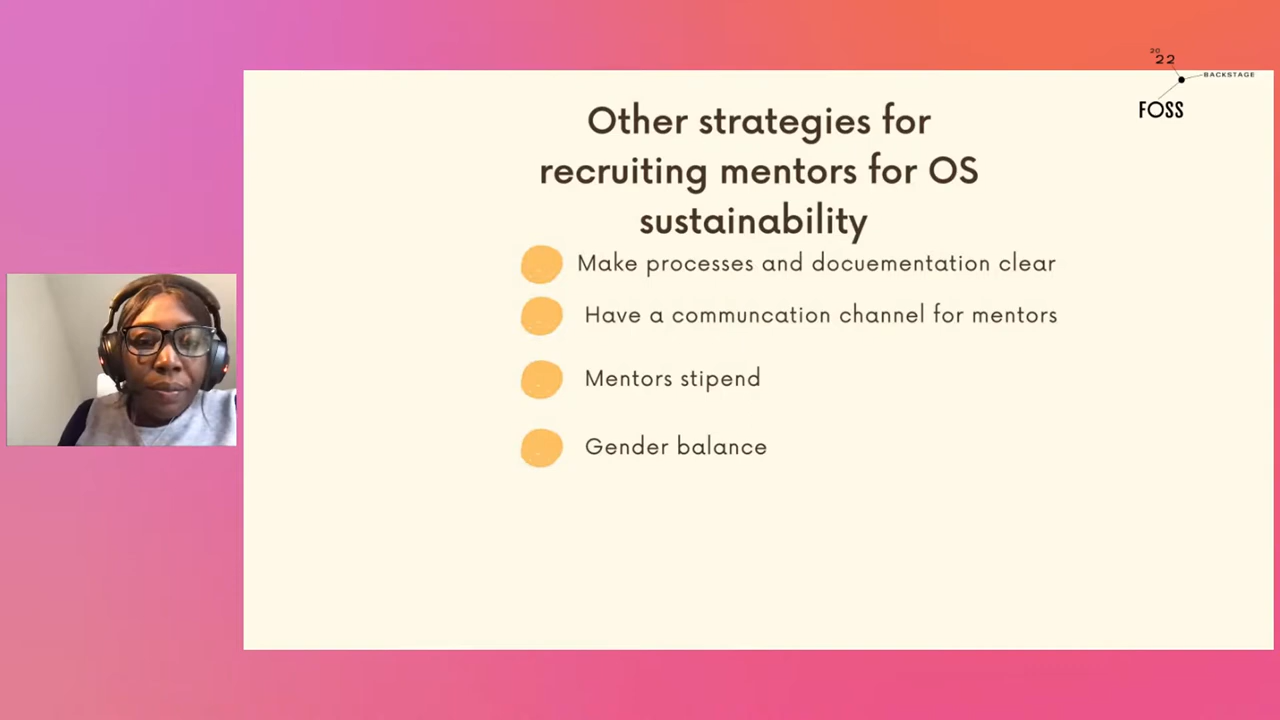 20
22
BACKSTAGE
FOSS
Other strategies for
recruiting mentors for OS
sustainability
Make processes and docuementation clear
Have a communcation channel for mentors
Mentors stipend
Gender balance